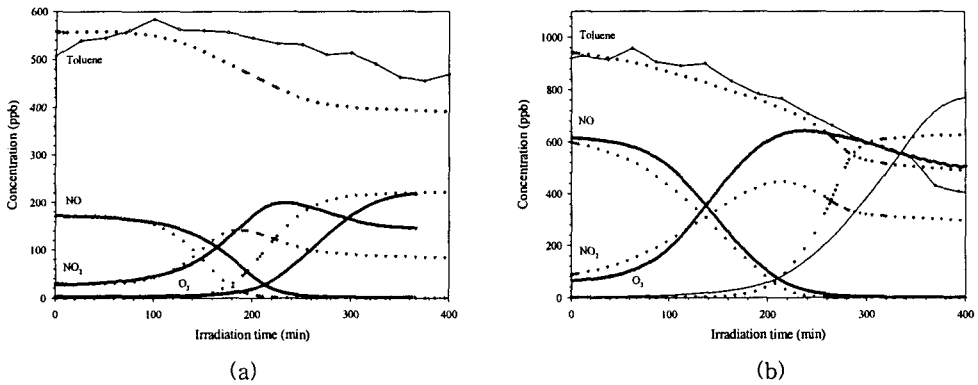 600
500
400
300
200
100
0
Concentration (ppb)
Toluene
NO
NO2
O3
0 100 200 300 400
Irradiation time (min)
(a)
1000
800
600
400
200
0
Concentration (ppb)
Toluene
NO
NO2
O3
0 100 200 300 400
Irradiation time (min)
(b)